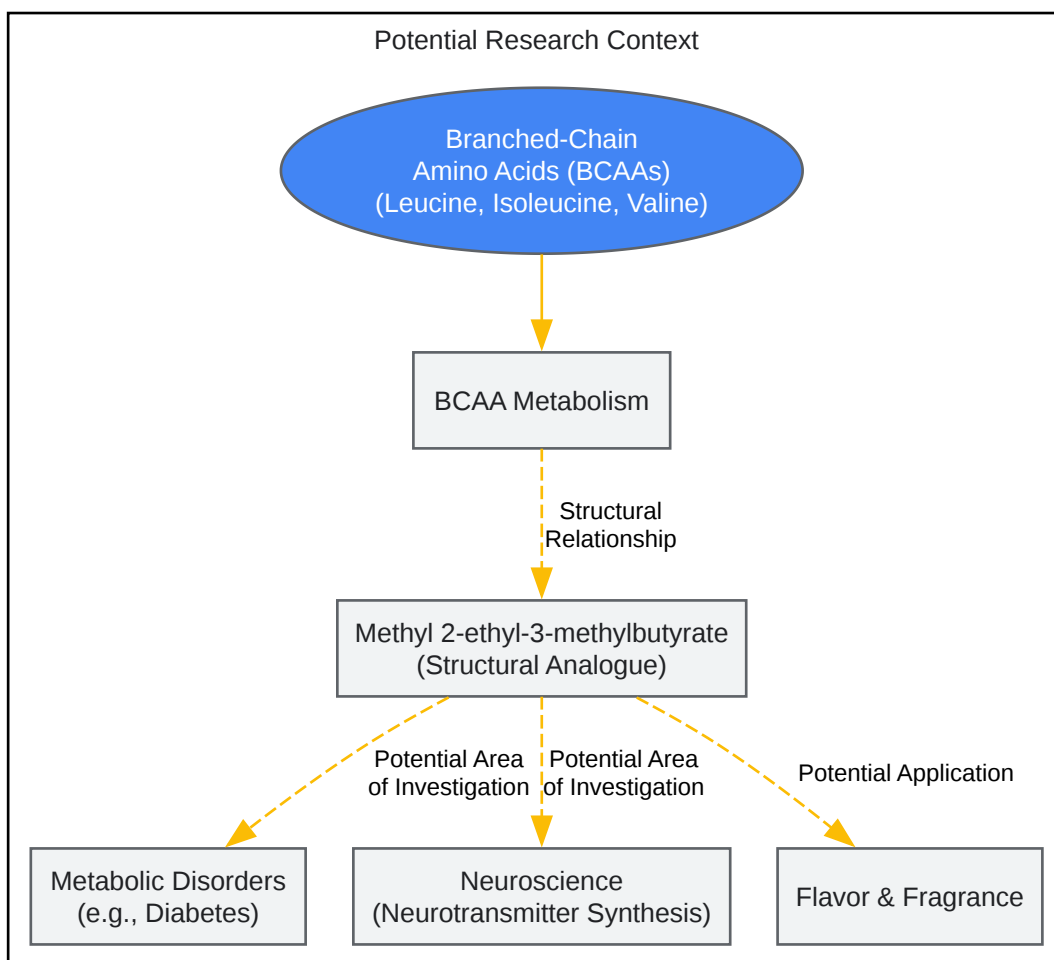 Potential Research Context
Branched-Chain
Amino Acids (BCAAs)
(Leucine, Isoleucine, Valine)
BCAA Metabolism
Structural
Relationship
Methyl 2-ethyl-3-methylbutyrate
(Structural Analogue)
Potential Area
of Investigation
Potential Area
of Investigation
Potential Application
Metabolic Disorders
(e.g., Diabetes)
Neuroscience
(Neurotransmitter Synthesis)
Flavor & Fragrance